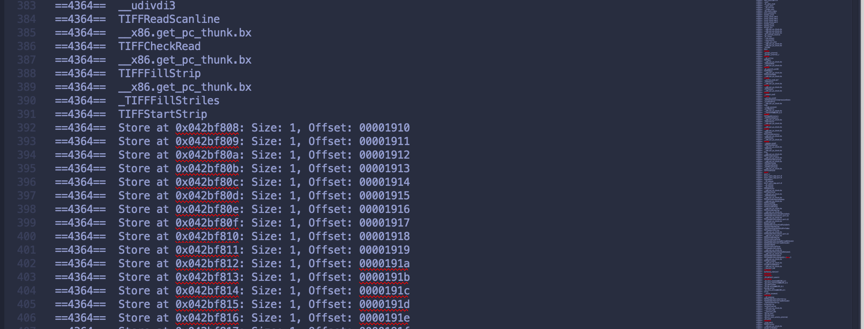 383 ==4364== __udivdi3
384 ==4364== TIFFReadScanline
385 ==4364== __x86.get_pc_thunk.bx
386 ==4364== TIFFCheckRead
387 ==4364== __x86.get_pc_thunk.bx
388 ==4364== TIFFFillStrip
389 ==4364== __x86.get_pc_thunk.bx
390 ==4364== _TIFFFillStriles
391 ==4364== TIFFStartStrip
392 ==4364== Store at 0x042bf808: Size: 1, Offset: 00001910
393 ==4364== Store at 0x042bf809: Size: 1, Offset: 00001911
394 ==4364== Store at 0x042bf80a: Size: 1, Offset: 00001912
395 ==4364== Store at 0x042bf80b: Size: 1, Offset: 00001913
396 ==4364== Store at 0x042bf80c: Size: 1, Offset: 00001914
397 ==4364== Store at 0x042bf80d: Size: 1, Offset: 00001915
398 ==4364== Store at 0x042bf80e: Size: 1, Offset: 00001916
399 ==4364== Store at 0x042bf80f: Size: 1, Offset: 00001917
400 ==4364== Store at 0x042bf810: Size: 1, Offset: 00001918
401 ==4364== Store at 0x042bf811: Size: 1, Offset: 00001919
402 ==4364== Store at 0x042bf812: Size: 1, Offset: 0000191a
403 ==4364== Store at 0x042bf813: Size: 1, Offset: 0000191b
404 ==4364== Store at 0x042bf814: Size: 1, Offset: 0000191c
405 ==4364== Store at 0x042bf815: Size: 1, Offset: 0000191d
406 ==4364== Store at 0x042bf816: Size: 1, Offset: 0000191e